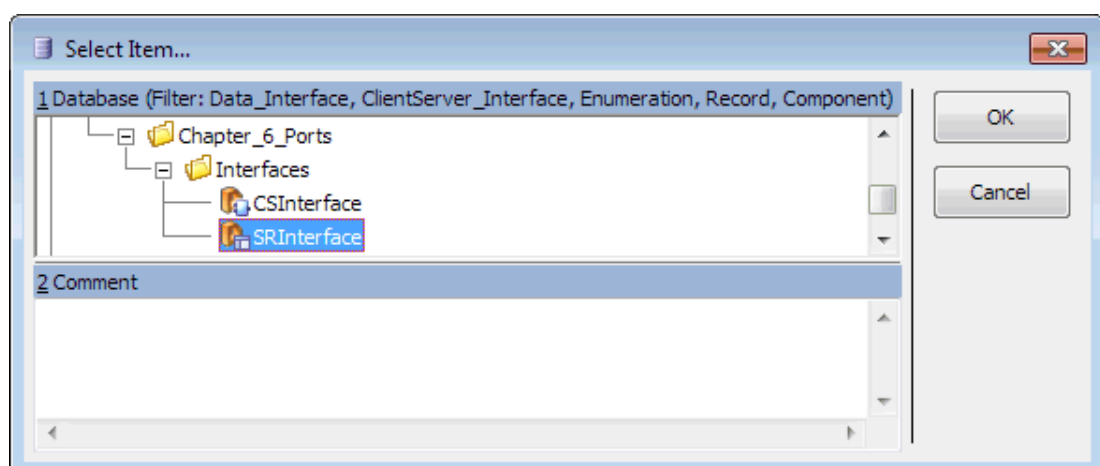 Select Item...
1 Database (Filter: Data_Interface, ClientServer_Interface, Enumeration, Record, Component)
Chapter_6_Ports
Interfaces
CSInterface
SRInterface
2 Comment
OK
Cancel